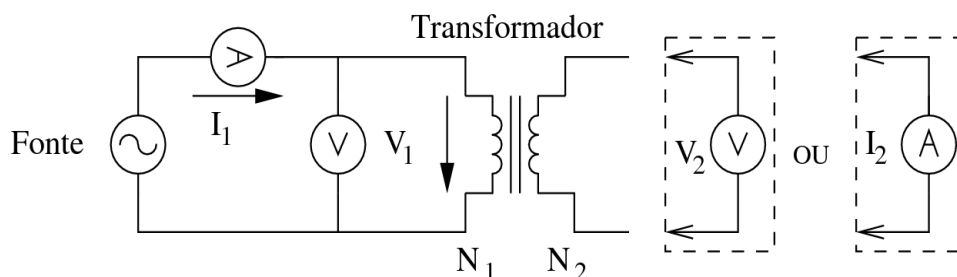 Transformador
A
I1
Fonte
V
V1
V2
V
OU
I2
A
N1
N2